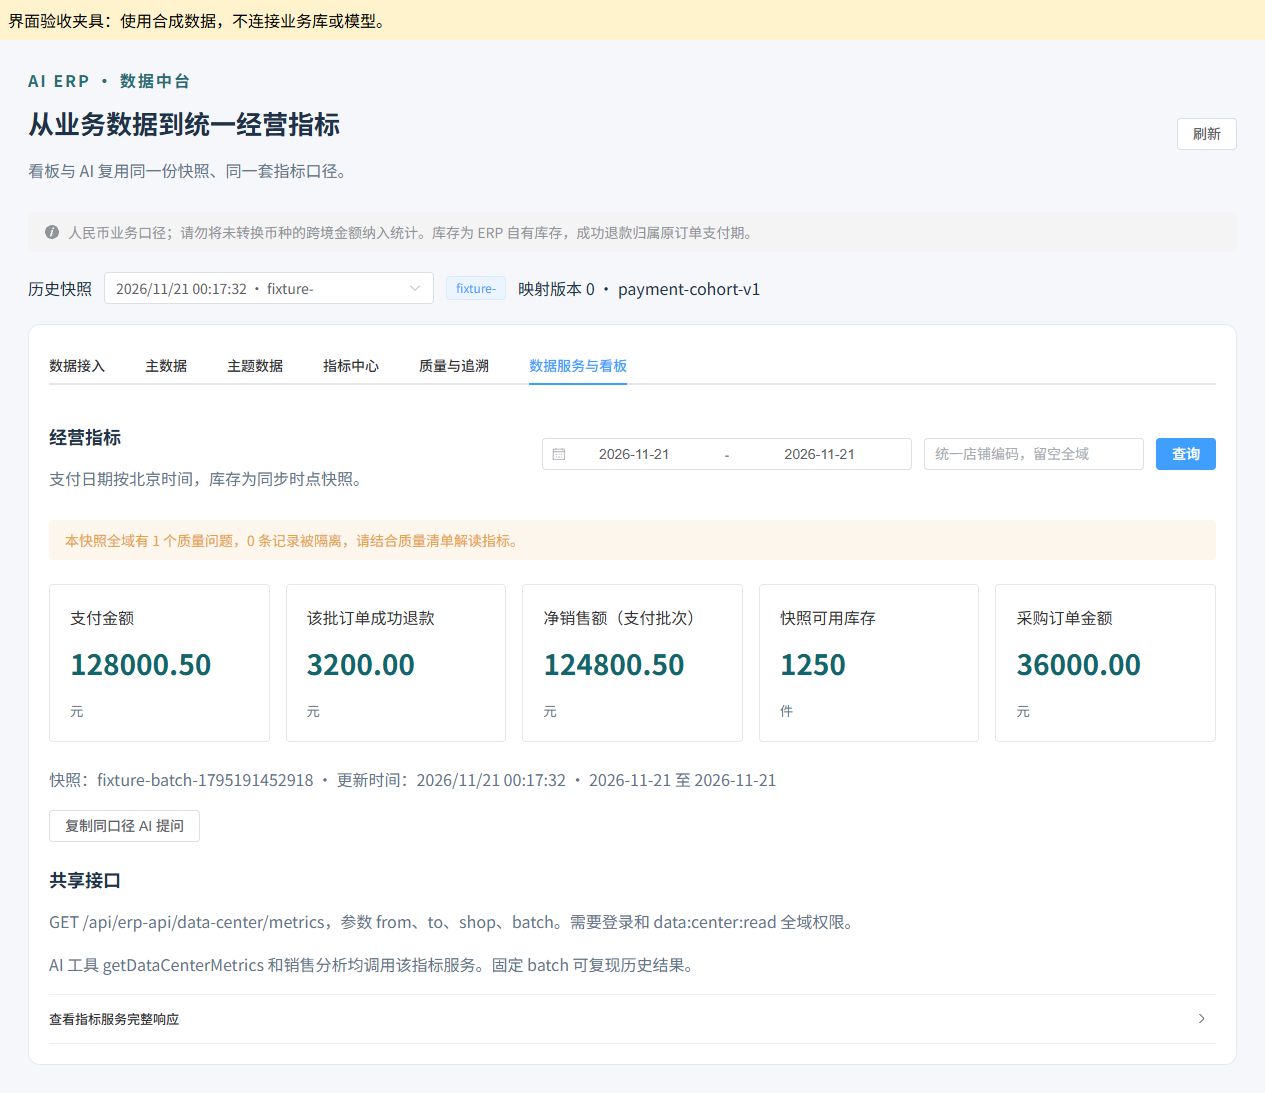 界面验收夹具：使用合成数据，不连接业务库或模型。
AI ERP · 数据中台
从业务数据到统一经营指标
刷新
看板与 AI 复用同一份快照、同一套指标口径。
人民币业务口径；请勿将未转换币种的跨境金额纳入统计。库存为 ERP 自有库存，成功退款归属原订单支付期。
历史快照 2026/11/21 00:17:32 · fixture- fixture- 映射版本 0 · payment-cohort-v1
数据接入 主数据 主题数据 指标中心 质量与追溯 数据服务与看板
经营指标
2026-11-21 - 2026-11-21 统一店铺编码，留空全域 查询
支付日期按北京时间，库存为同步时点快照。
本快照全域有 1 个质量问题，0 条记录被隔离，请结合质量清单解读指标。
支付金额 该批订单成功退款 净销售额（支付批次） 快照可用库存 采购订单金额
128000.50 3200.00 124800.50 1250 36000.00
元 元 元 件 元
快照：fixture-batch-1795191452918 · 更新时间：2026/11/21 00:17:32 · 2026-11-21 至 2026-11-21
复制同口径 AI 提问
共享接口
GET /api/erp-api/data-center/metrics，参数 from、to、shop、batch。需要登录和 data:center:read 全域权限。
AI 工具 getDataCenterMetrics 和销售分析均调用该指标服务。固定 batch 可复现历史结果。
查看指标服务完整响应